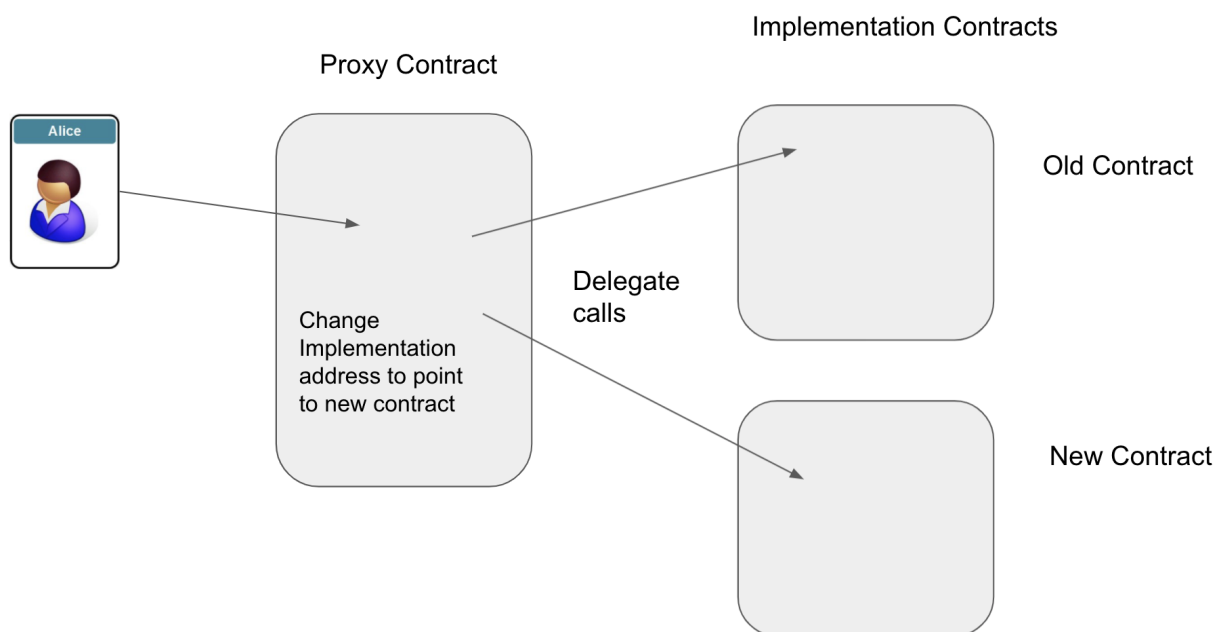 Implementation Contracts
Proxy Contract
Alice
Old Contract
Delegate
calls
Change
Implementation
address to point
to new contract
New Contract